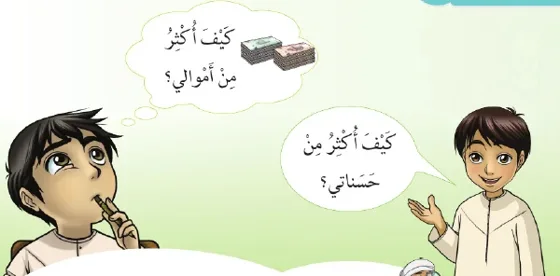 كَيْفَ أُكْثِرُ
مِنْ أَمْوالي؟
كَيْفَ أُكْثِرُ مِنْ
حَسَناتي؟